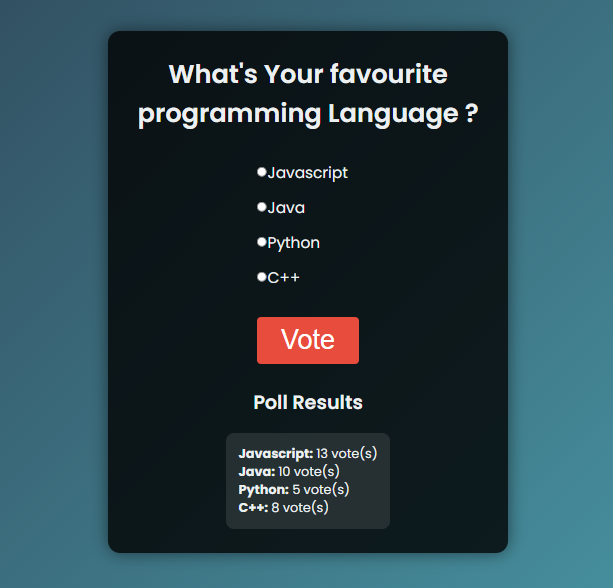 What's Your favourite
programming Language ?
Javascript
Java
Python
C++
Vote
Poll Results
Javascript: 13 vote(s)
Java: 10 vote(s)
Python: 5 vote(s)
C++: 8 vote(s)